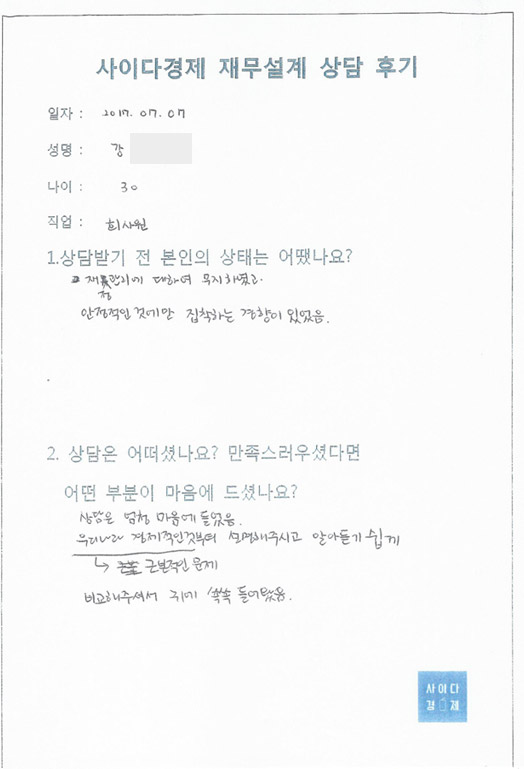 사이다경제 재무설계 상담 후기
일자 : 2017. 07. 07
성명 : 강
나이 : 30
직업 : 회사원
1.상담받기 전 본인의 상태는 어땠나요?
재정관리에 대하여 무지하였고.
안정적인 것에만 집착하는 경향이 있었음.
2. 상담은 어떠셨나요? 만족스러우셨다면
어떤 부분이 마음에 드셨나요?
상담은 엄청 마음에 들었음.
우리나라 경제적인것부터 설명해주시고 알아듣기 쉽게
↳ 근본적인 문제
비교해주셔서 귀에 쏙쏙 들어왔음.
사이다
경제